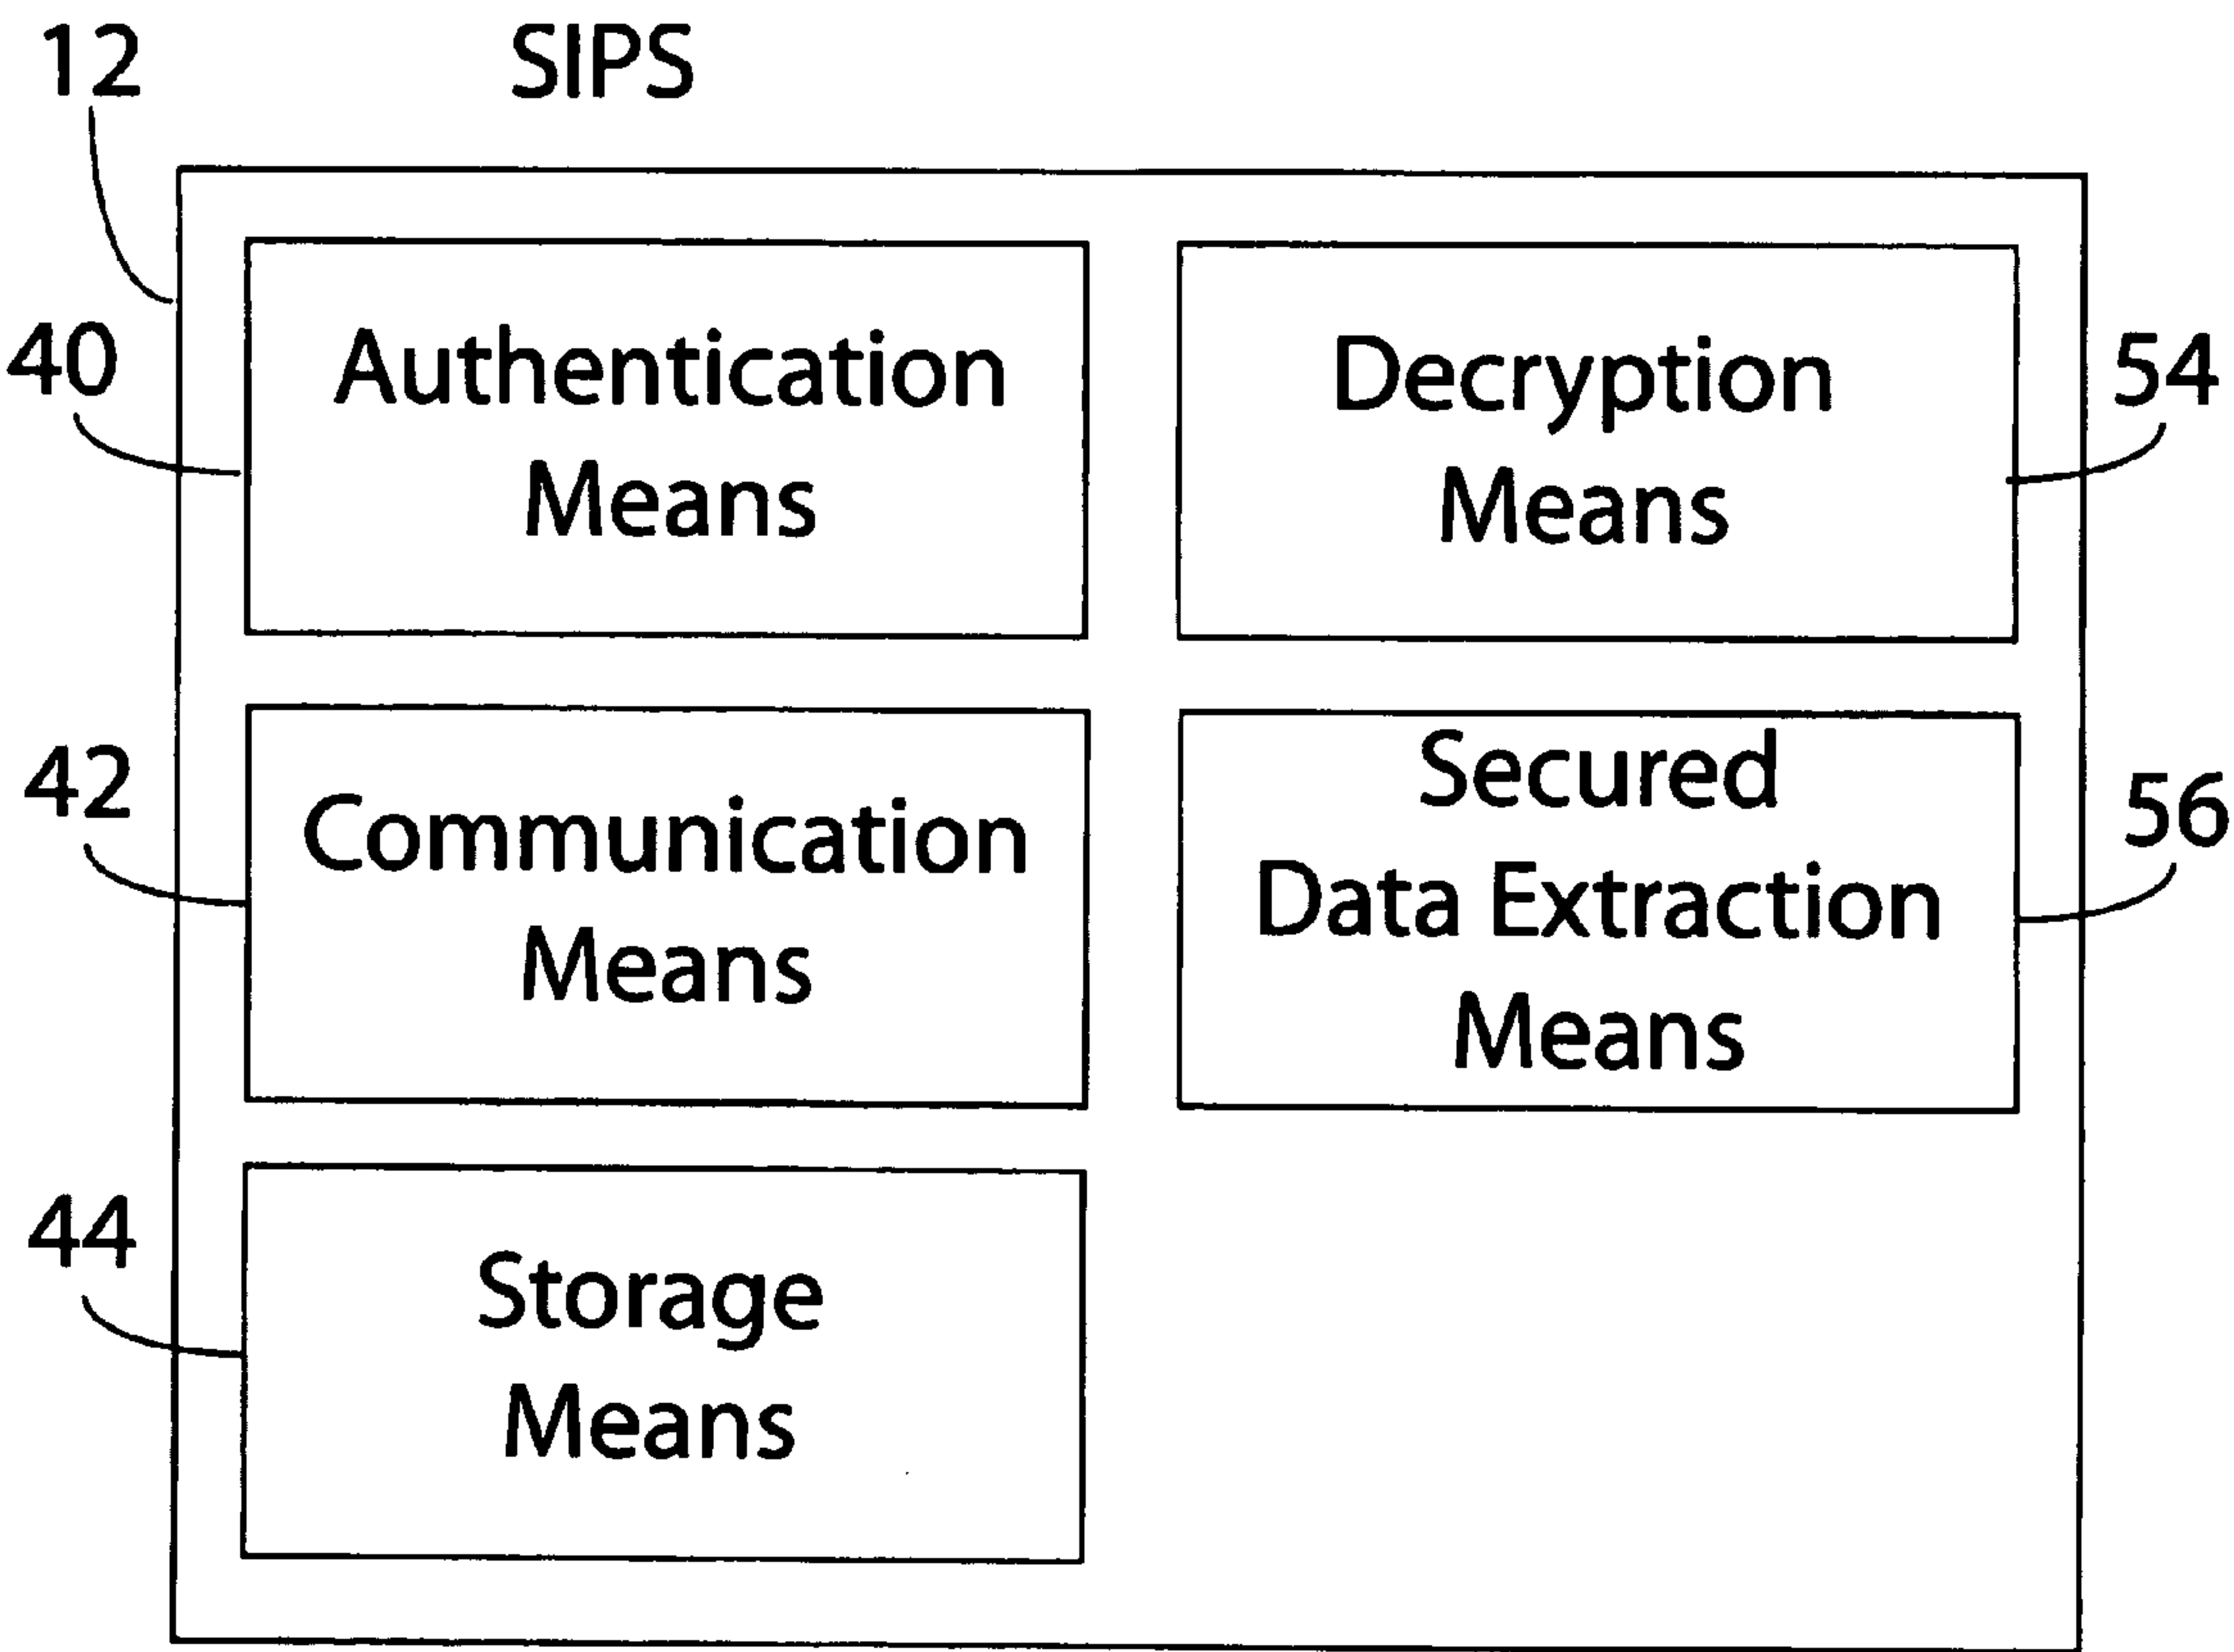 12
SIPS
40
Authentication
Means
Decryption
Means
54
42
Communication
Means
Secured
Data Extraction
Means
56
44
Storage
Means